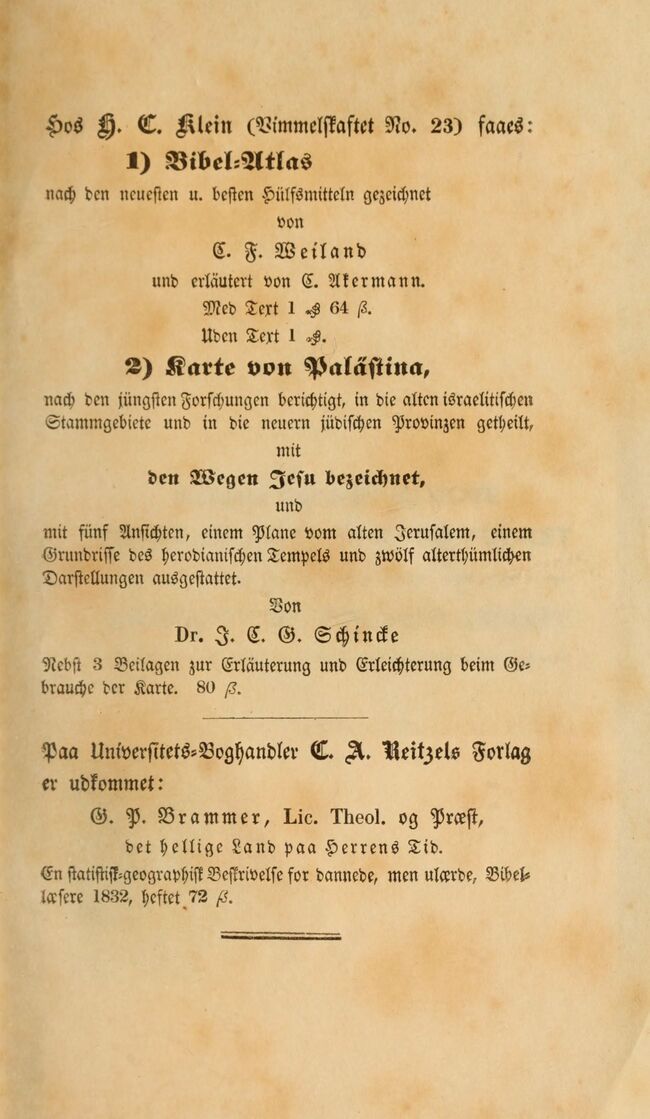 Hos H. C. Klein (Vimmelskaftet No. 23) faaes:
1) Bibel-Atlas
nach den neuesten u. besten Hülfsmitteln gezeichnet
von
C. F. Weiland
und erläutert von C. Akermann.
Med Text 1 ₰ 64 ß.
Uden Text 1 ₰.
2) Karte von Palästina,
nach den jüngsten Forschungen berichtigt, in die alten israelitischen
Stammgebiete und in die neuern jüdischen Provinzen getheilt,
mit
den Wegen Jesu bezeichnet,
und
mit fünf Ansichten, einem Plane vom alten Jerusalem, einem
Grundrisse des herodianischen Tempels und zwölf alterthümlichen
Darstellungen ausgestattet.
Von
Dr. J. C. G. Schincke
Nebst 3 Beilagen zur Erläuterung und Erleichterung beim Ge-
brauche der Karte. 80 ß.
Paa Universitets-Boghandler C. A. Reitzels Forlag
er udkommet:
G. P. Brammer, Lic. Theol. og Præst,
det hellige Land paa Herrens Tid.
En statistisk-geographisk Beskrivelse for dannede, men ulærde, Bibel-
læsere 1832, heftet 72 ß.